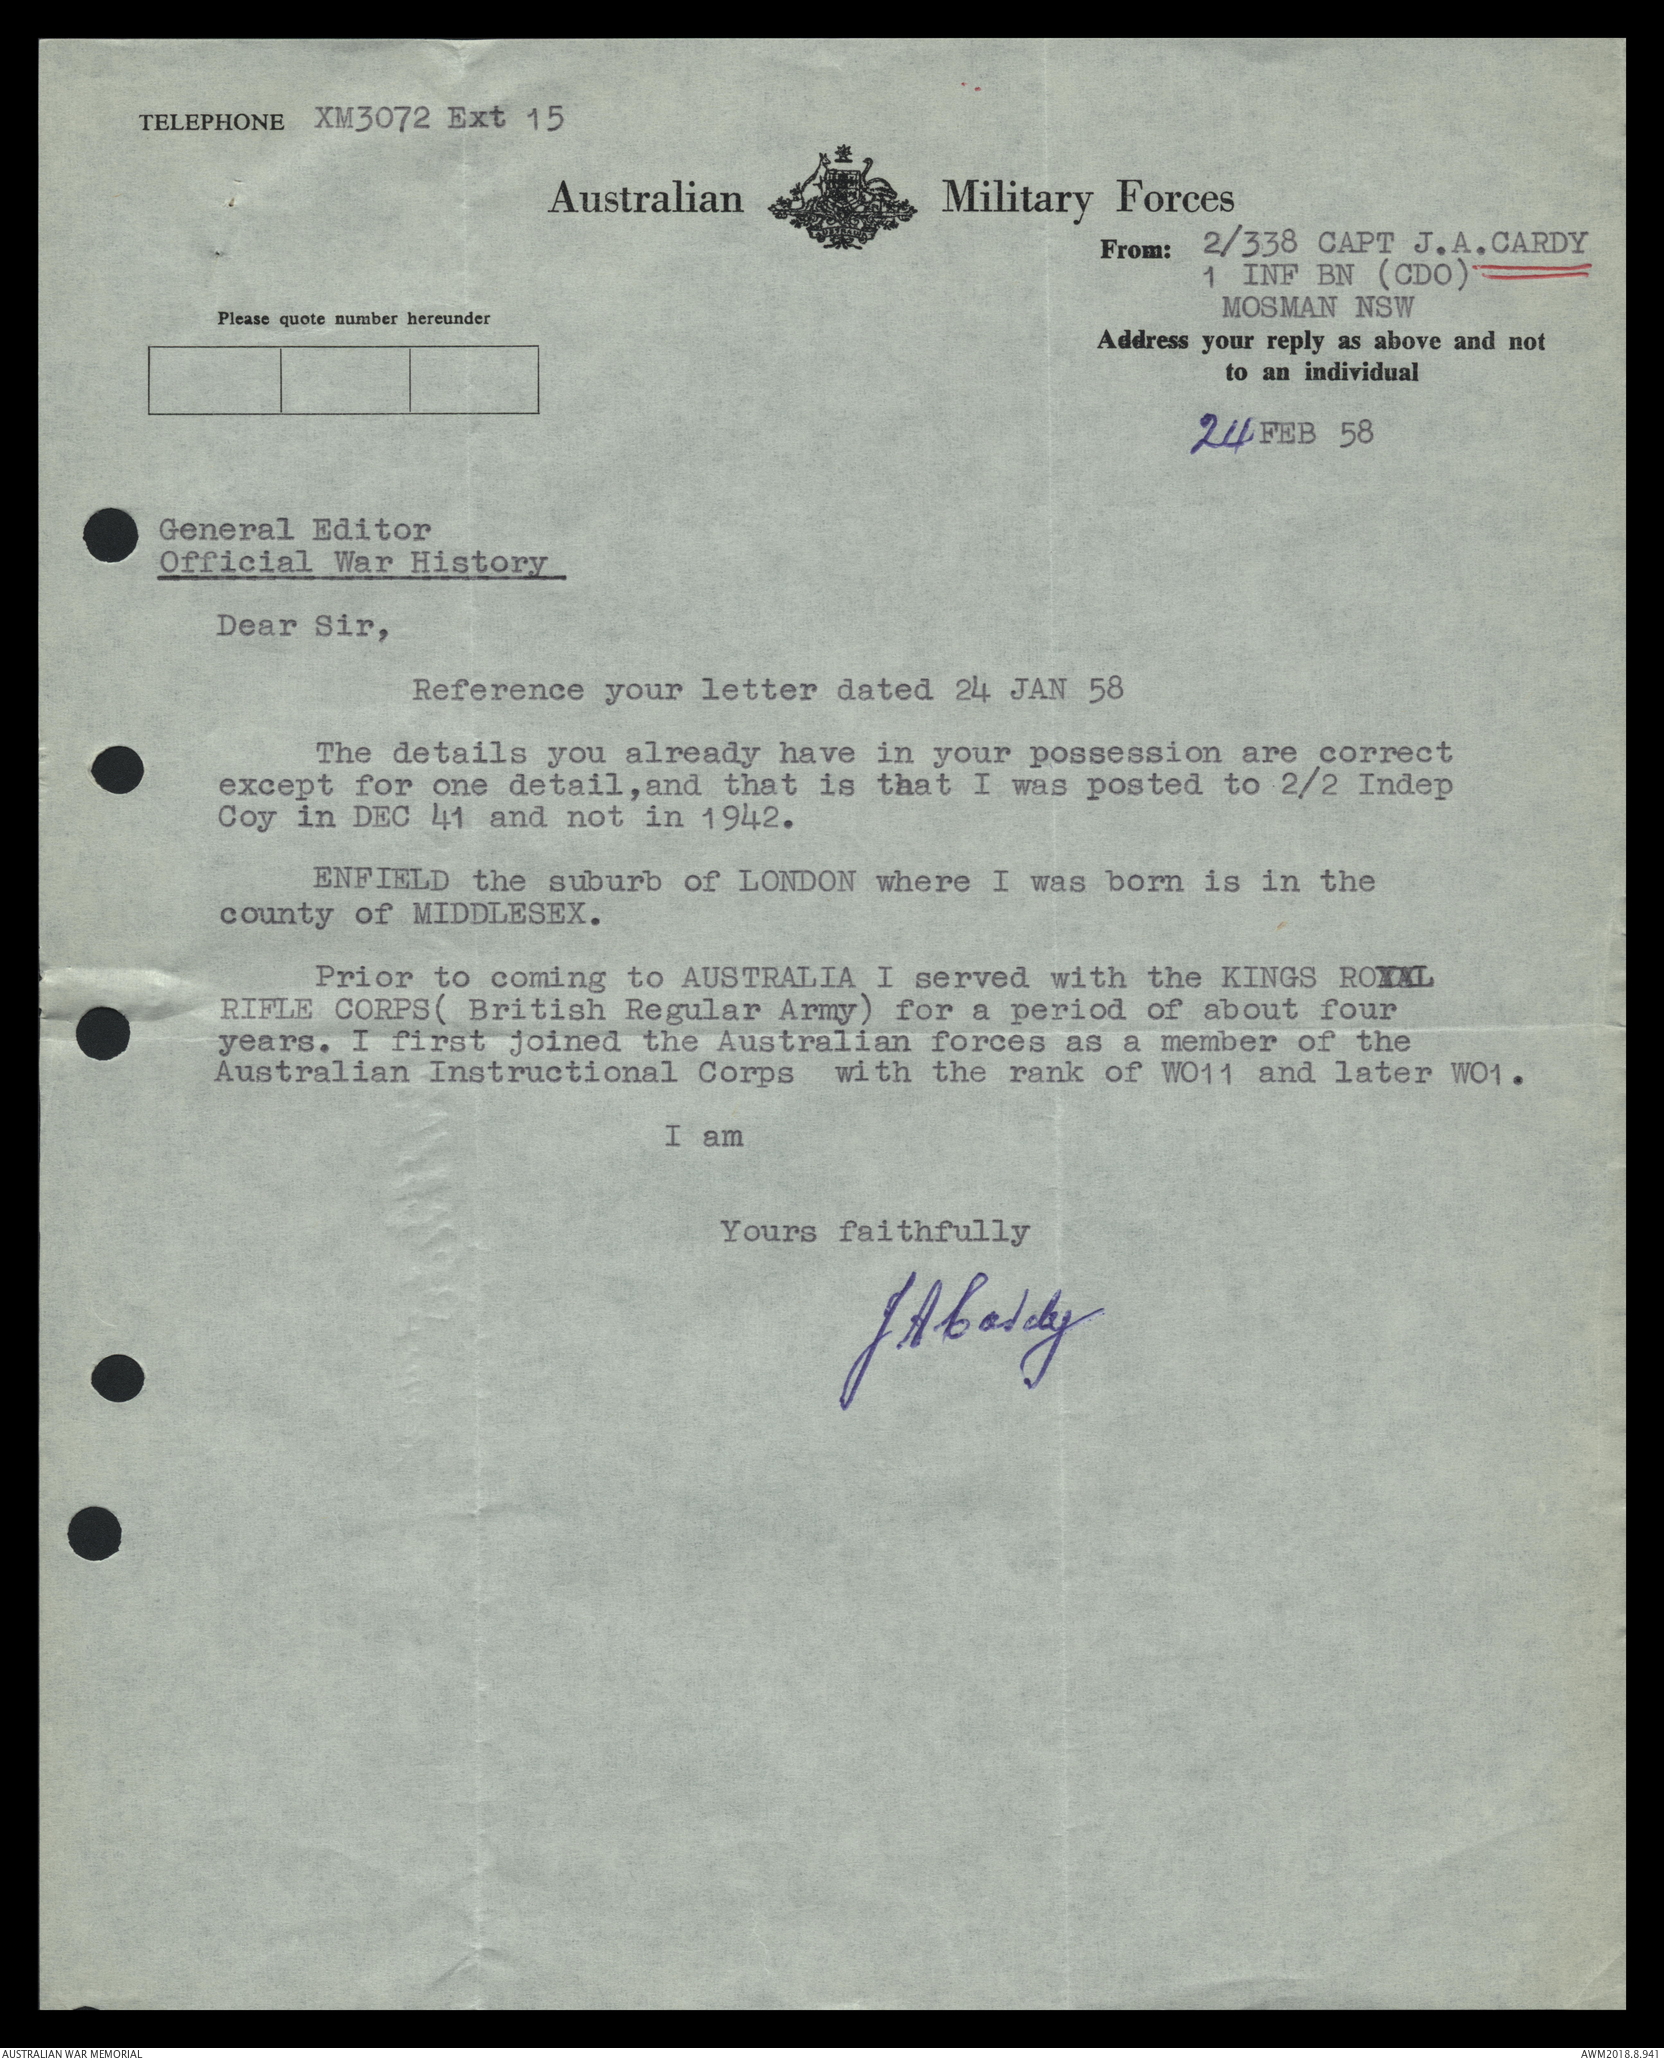 TELEPHONE XM3072 Ext 15
Australian Military Forces
From: 2/338 CAPT J.A.CARDY
1 INF BN (CDO)
MOSMAN NSW
Please quote number hereunder
Address your reply as above and not
to an individual
24 FEB 58
General Editor
Official War History
Dear Sir,
Reference your letter dated 24 JAN 58
The details you already have in your possession are correct
except for one detail,and that is that I was posted to 2/2 Indep
Coy in DEC 41 and not in 1942.
ENFIELD the suburb of LONDON where I was born is in the
county of MIDDLESEX.
Prior to coming to AUSTRALIA I served with the KINGS ROYAL
RIFLE CORPS( British Regular Army) for a period of about four
years. I first joined the Australian forces as a member of the
Australian Instructional Corps with the rank of WO11 and later WO1.
I am
Yours faithfully
J A Cardy
AUSTRALIAN WAR MEMORIAL
AWM2018.8.941